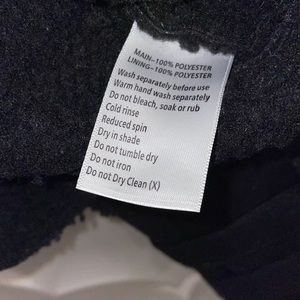 MAIN–100% POLYESTER
LINING–100% POLYESTER
Wash separately before use
Warm hand wash separately
Do not bleach, soak or rub
Cold rinse
Reduced spin
Dry in shade
Do not tumble dry
Do not iron
Do not Dry Clean (X)